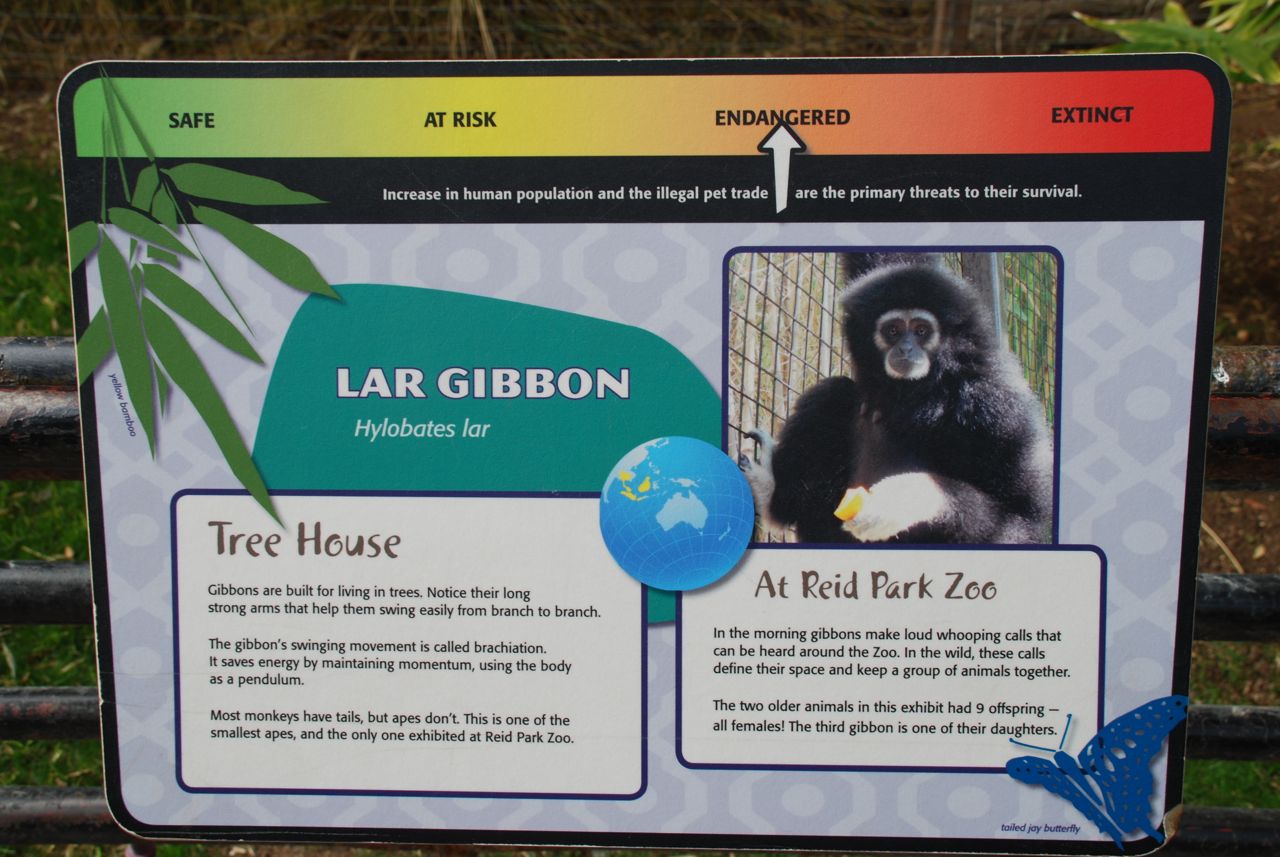 SAFE AT RISK ENDANGERED EXTINCT
Increase in human population and the illegal pet trade are the primary threats to their survival.
LAR GIBBON
Hylobates lar
yellow bamboo
Tree House
Gibbons are built for living in trees. Notice their long
strong arms that help them swing easily from branch to branch.
The gibbon's swinging movement is called brachiation.
It saves energy by maintaining momentum, using the body
as a pendulum.
Most monkeys have tails, but apes don't. This is one of the
smallest apes, and the only one exhibited at Reid Park Zoo.
At Reid Park Zoo
In the morning gibbons make loud whooping calls that
can be heard around the Zoo. In the wild, these calls
define their space and keep a group of animals together.
The two older animals in this exhibit had 9 offspring —
all females! The third gibbon is one of their daughters.
tailed jay butterfly